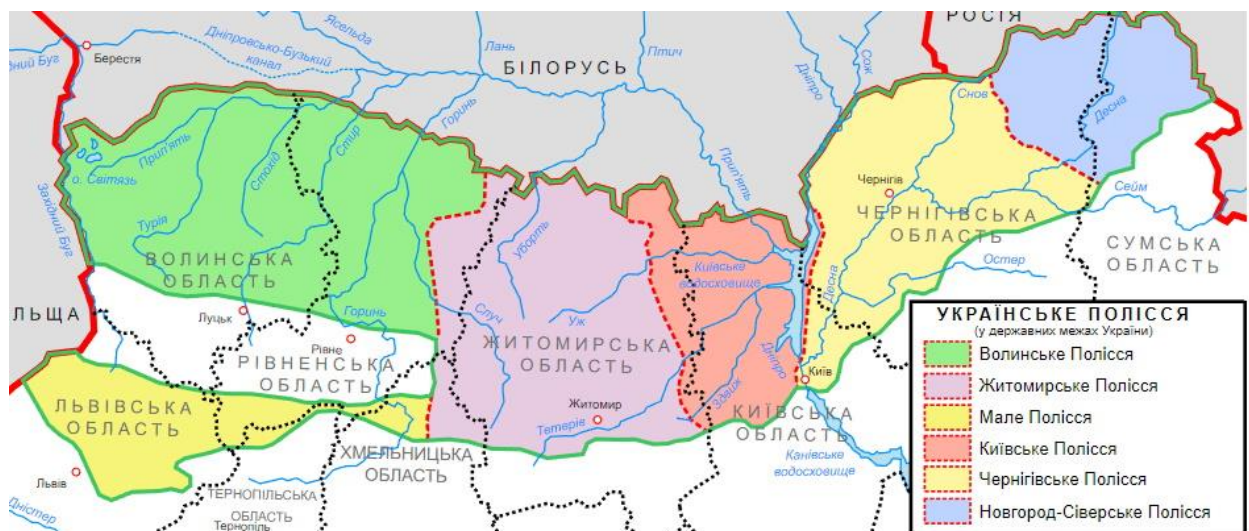 РОСІЯ
Ясельда
Дніпровсько-Бузький
канал
Лань
Птич
Дніпро
Сож
Берестя
БІЛОРУСЬ
Снов
Десна
Горинь
Стир
Стохід
Прип'ять
о. Світязь
Західний Буг
Турія
ВОЛИНСЬКА
ОБЛАСТЬ
Прип'ять
Чернігів
ЧЕРНІГІВСЬКА
ОБЛАСТЬ
Сейм
СУМСЬКА
ОБЛАСТЬ
Уборть
Київське
водосховище
Десна
Остер
ЛЬЩА
Луцьк
Горинь
Рівне
РІВНЕНСЬКА
ОБЛАСТЬ
Случ
Уж
ЖИТОМИРСЬКА
ОБЛАСТЬ
Дніпро
Київ
Здвиж
КИЇВСЬКА
ОБЛАСТЬ
Житомир
Тетерів
Канівське
водосховище
ЛЬВІВСЬКА
ОБЛАСТЬ
Львів
ХМЕЛЬНИЦЬКА
ОБЛАСТЬ
ТЕРНОПІЛЬСЬКА
ОБЛАСТЬ
Тернопіль
Дністер
УКРАЇНСЬКЕ ПОЛІССЯ
(у державних межах України)
Волинське Полісся
Житомирське Полісся
Мале Полісся
Київське Полісся
Чернігівське Полісся
Новгород-Сіверське Полісся